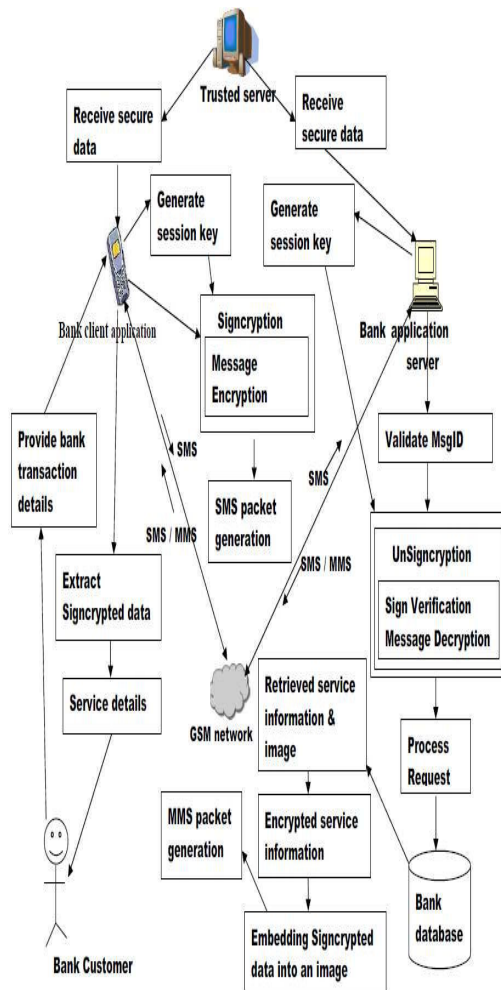 Trusted server
Receive secure
data
Receive
secure data
Generate
session key
Generate
session key
Bank client application
Signcryption
Message
Encryption
Bank application
server
Provide bank
transaction
details
SMS
SMS / MMS
SMS packet
generation
SMS
SMS / MMS
Validate MsgID
UnSigncryption
Sign Verification
Message Decryption
Extract
Signcrypted data
Service details
GSM network
Retrieved service
information &
image
Process
Request
MMS packet
generation
Encrypted service
information
Bank
database
Embedding Signcrypted
data into an image
Bank Customer